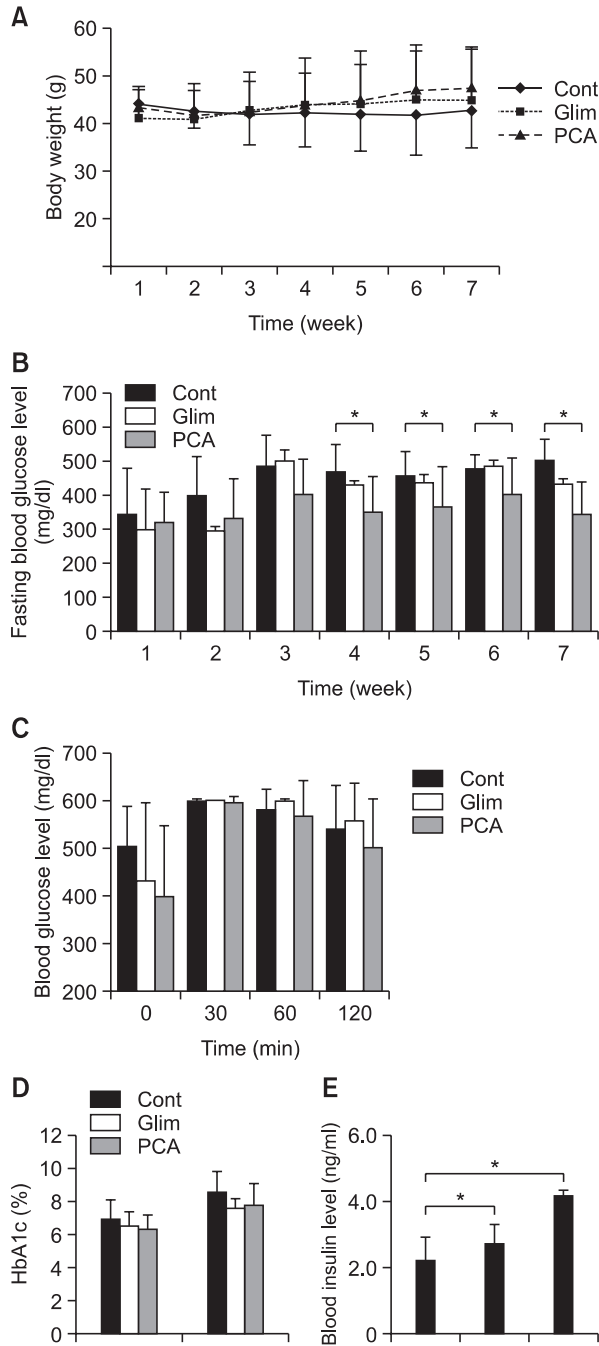 A
60
50
40
30
20
Body weight (g)
Cont
Glim
PCA
1 2 3 4 5 6 7
Time (week)
B
Cont
Glim
PCA
700
600
500
400
300
200
100
0
Fasting blood glucose level
(mg/dl)
* * * *
1 2 3 4 5 6 7
Time (week)
C
700
600
500
400
300
200
Blood glucose level (mg/dl)
Cont
Glim
PCA
0 30 60 120
Time (min)
D
Cont
Glim
PCA
12
10
8
6
4
2
0
HbA1c (%)
E
6.0
4.0
2.0
0
Blood insulin level (ng/ml)
*
*